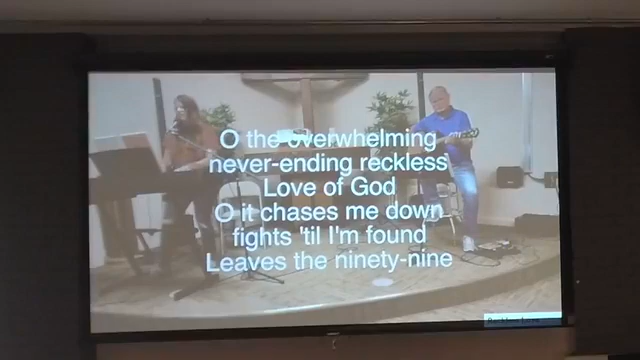 O the overwhelming
never-ending reckless
Love of God
O it chases me down
fights 'til I'm found
Leaves the ninety-nine